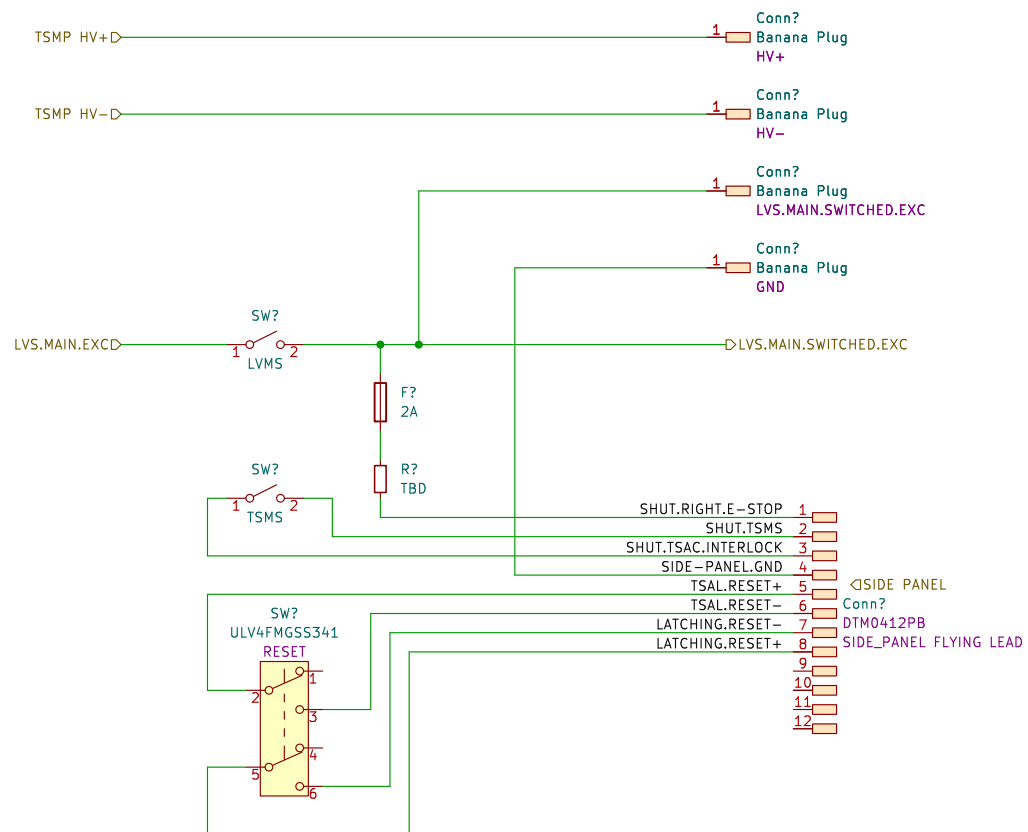 Conn?
TSMP HV+ 1 Banana Plug
HV+
Conn?
TSMP HV- 1 Banana Plug
HV-
Conn?
1 Banana Plug
LVS.MAIN.SWITCHED.EXC
Conn?
1 Banana Plug
GND
SW?
LVS.MAIN.EXC 1 2 LVS.MAIN.SWITCHED.EXC
LVMS
F?
2A
SW?
1 2
TSMS
R?
TBD
SHUT.RIGHT.E-STOP 1
SHUT.TSMS 2
SHUT.TSAC.INTERLOCK 3
SIDE-PANEL.GND 4
TSAL.RESET+ 5
TSAL.RESET- 6
LATCHING.RESET- 7
LATCHING.RESET+ 8
9
10
11
12
SIDE PANEL
Conn?
DTM0412PB
SIDE_PANEL FLYING LEAD
SW?
ULV4FMGSS341
RESET
1
2
3
4
5
6